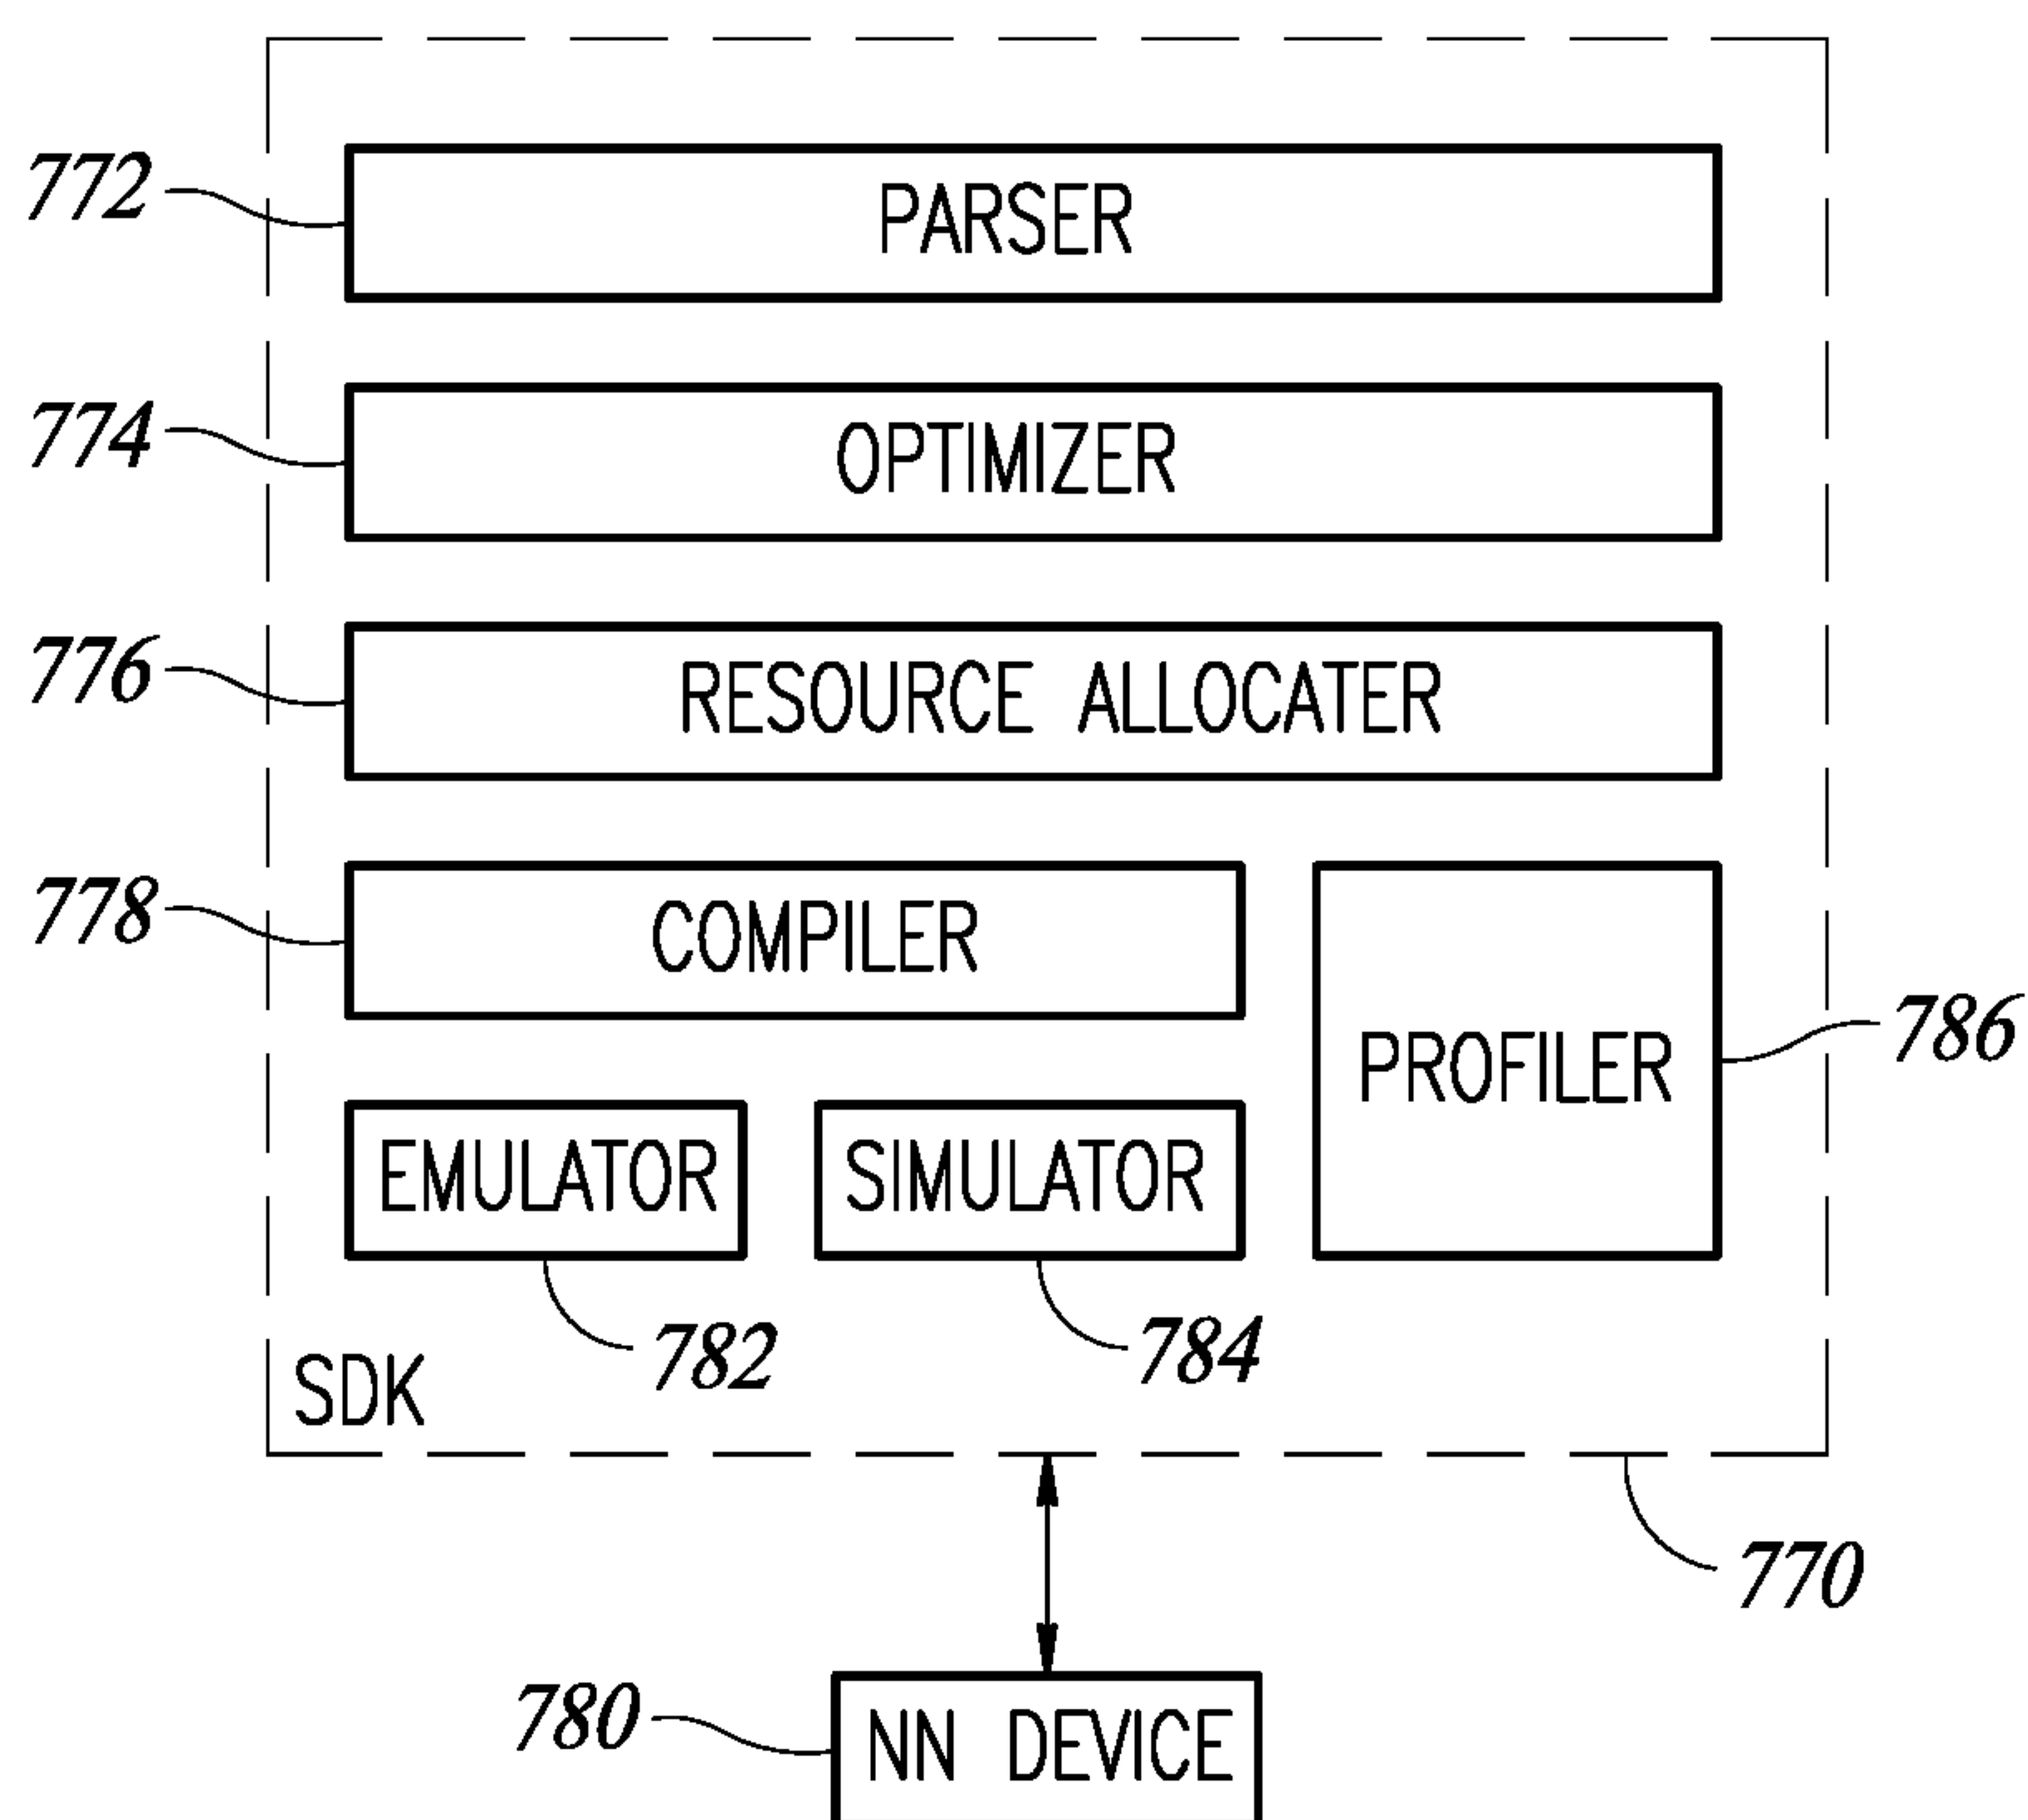 772
PARSER
774
OPTIMIZER
776
RESOURCE ALLOCATER
778
COMPILER
PROFILER
786
EMULATOR
SIMULATOR
782
784
SDK
770
780
NN DEVICE